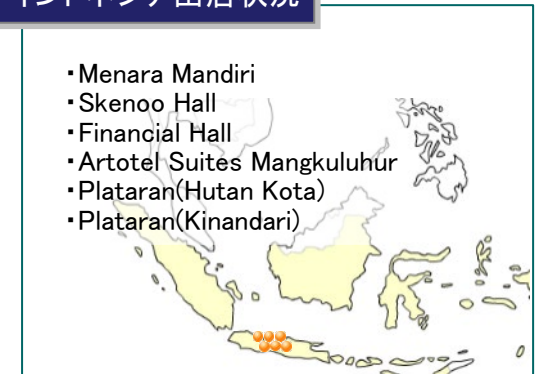 インドネシア出店状況
・Menara Mandiri
・Skenoo Hall
・Financial Hall
・Artotel Suites Mangkuluhur
・Plataran(Hutan Kota)
・Plataran(Kinandari)